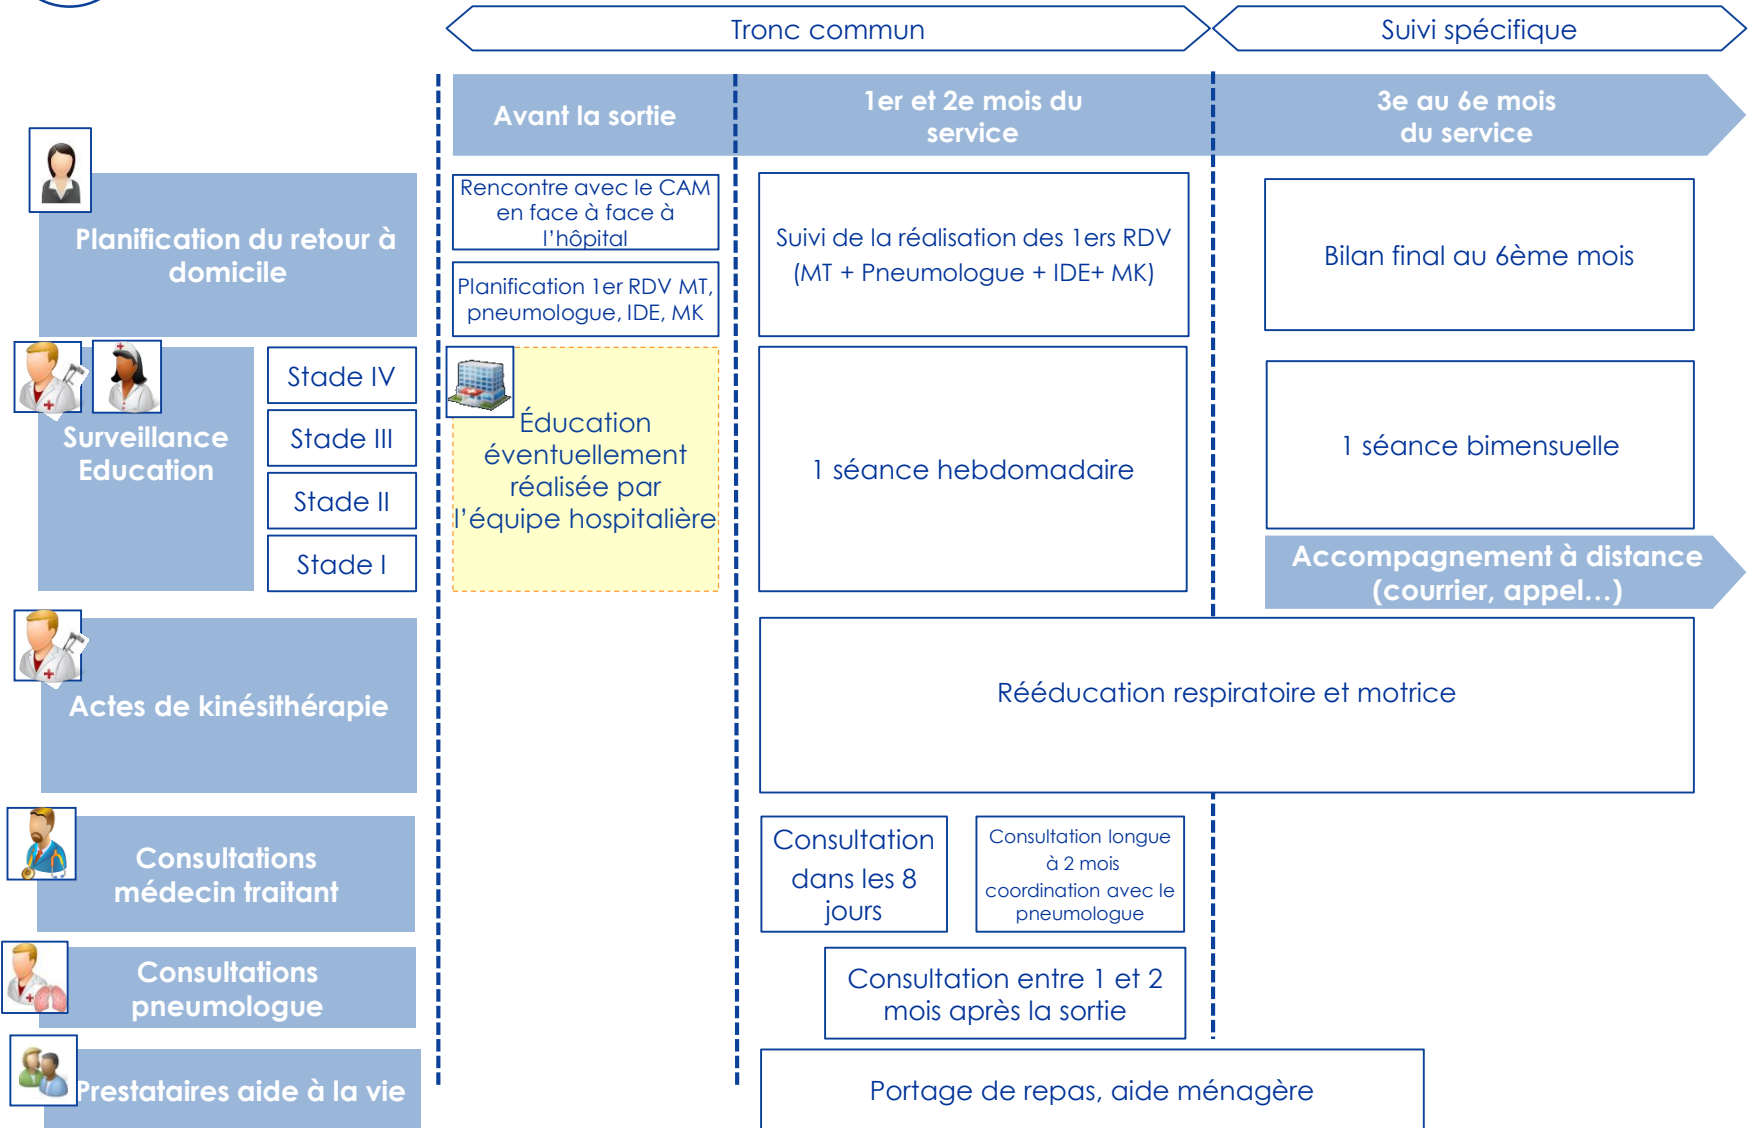 Tronc commun
Suivi spécifique
Avant la sortie
1er et 2e mois du
service
3e au 6e mois
du service
Planification du retour à
domicile
Rencontre avec le CAM
en face à face à
l’hôpital
Planification 1er RDV MT,
pneumologue, IDE, MK
Suivi de la réalisation des 1ers RDV
(MT + Pneumologue + IDE+ MK)
Bilan final au 6ème mois
Surveillance
Education
Stade IV
Stade III
Stade II
Stade I
Éducation
éventuellement
réalisée par
l’équipe hospitalière
1 séance hebdomadaire
1 séance bimensuelle
Accompagnement à distance
(courrier, appel…)
Actes de kinésithérapie
Rééducation respiratoire et motrice
Consultations
médecin traitant
Consultation
dans les 8
jours
Consultation longue
à 2 mois
coordination avec le
pneumologue
Consultations
pneumologue
Consultation entre 1 et 2
mois après la sortie
Prestataires aide à la vie
Portage de repas, aide ménagère